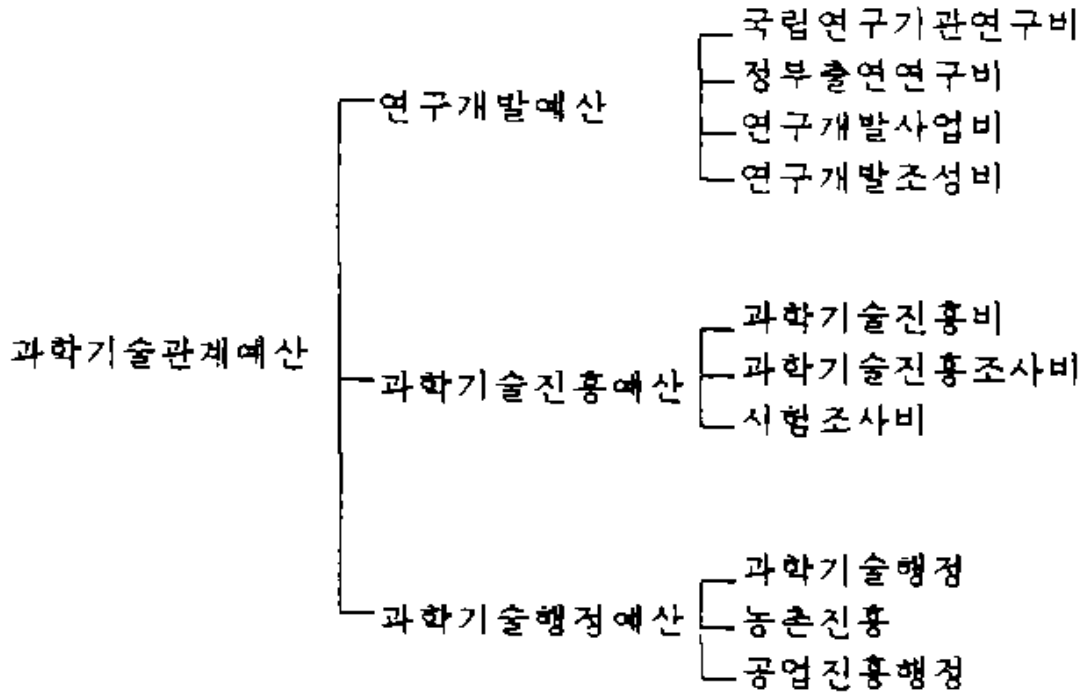 국립연구기관연구비
정부출연연구비
연구개발예산
연구개발사업비
연구개발조성비
과학기술진흥비
과학기술관계예산
과학기술진흥조사비
과학기술진흥예산
시험조사비
과학기술행정
과학기술행정예산
농촌진흥
공업진흥행정